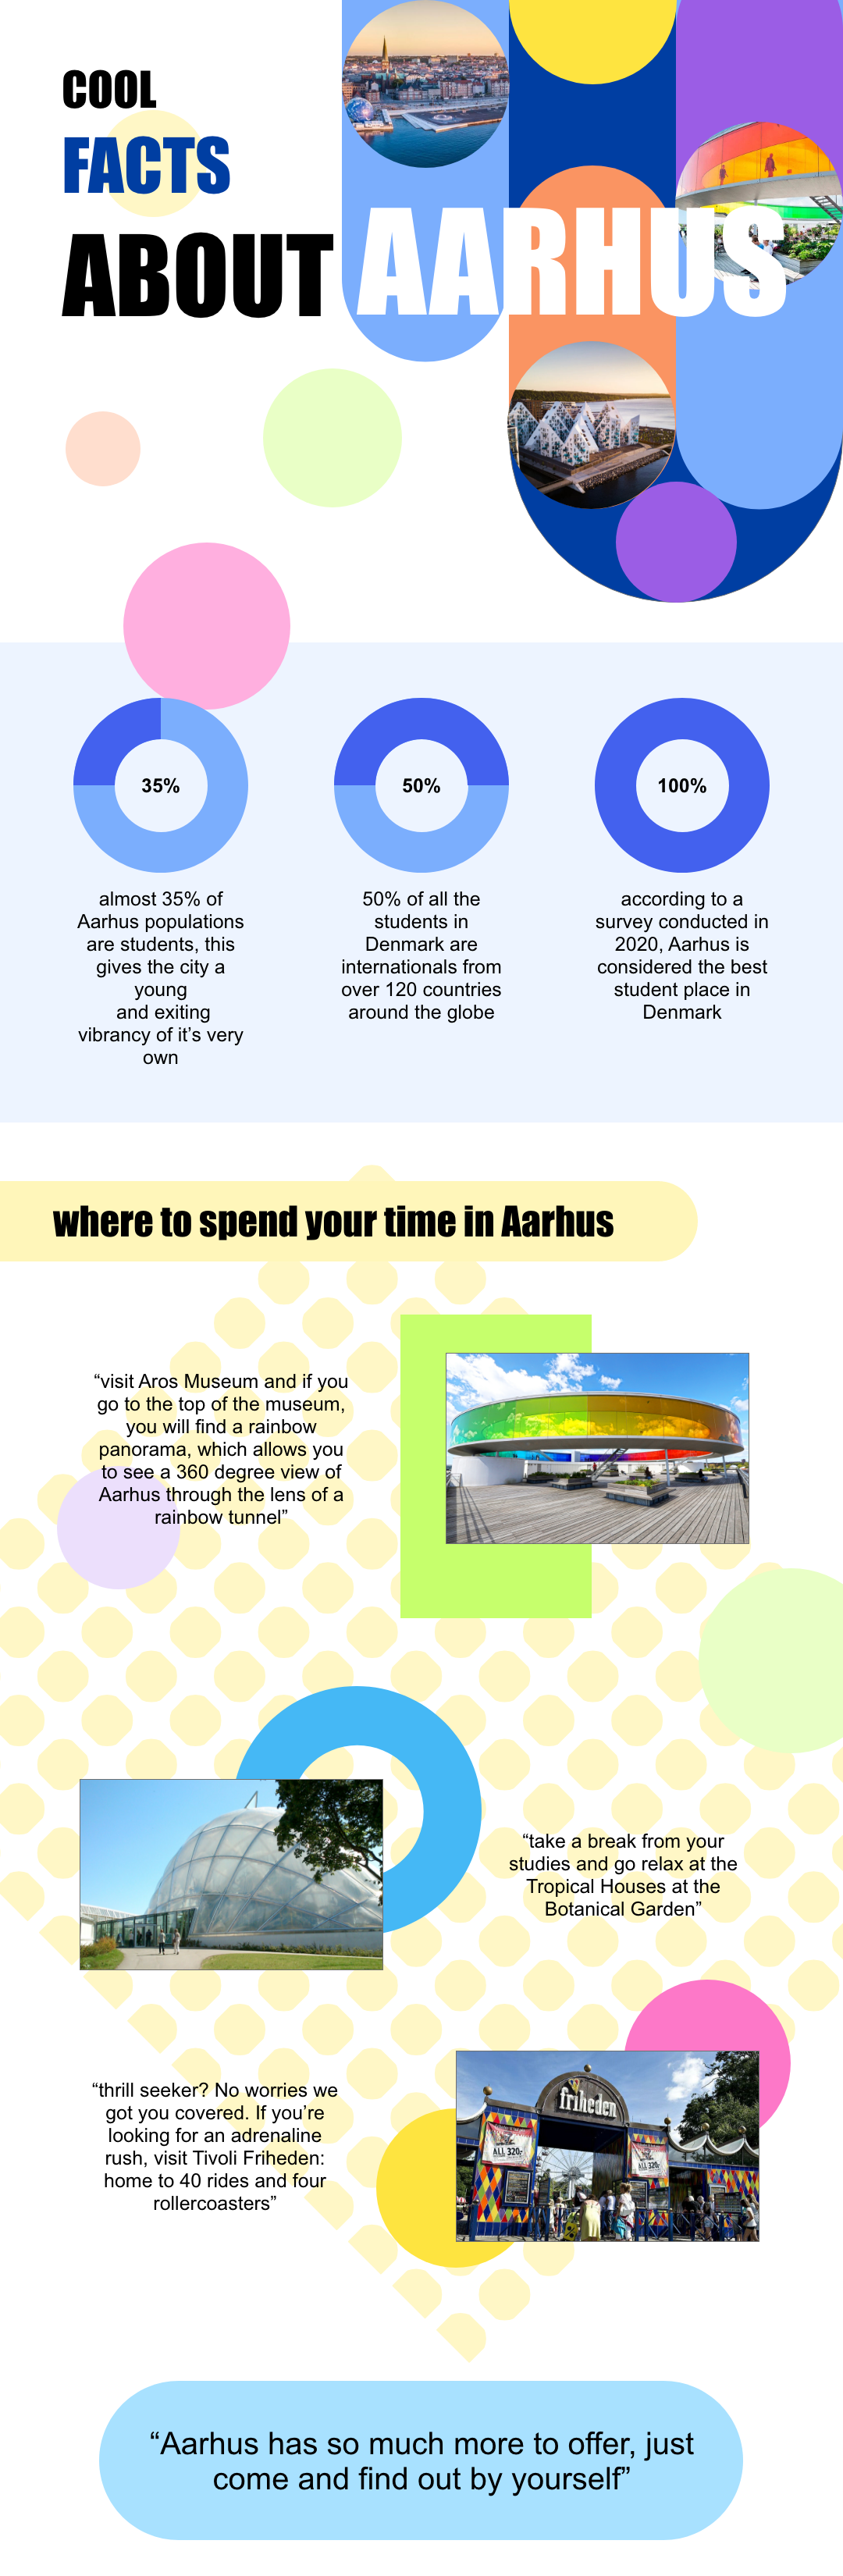 COOL
FACTS
ABOUT AARHUS
35%
50%
100%
almost 35% of
Aarhus populations
are students, this
gives the city a
young
and exiting
vibrancy of it’s very
own
50% of all the
students in
Denmark are
internationals from
over 120 countries
around the globe
according to a
survey conducted in
2020, Aarhus is
considered the best
student place in
Denmark
where to spend your time in Aarhus
“visit Aros Museum and if you
go to the top of the museum,
you will find a rainbow
panorama, which allows you
to see a 360 degree view of
Aarhus through the lens of a
rainbow tunnel”
“take a break from your
studies and go relax at the
Tropical Houses at the
Botanical Garden”
“thrill seeker? No worries we
got you covered. If you’re
looking for an adrenaline
rush, visit Tivoli Friheden:
home to 40 rides and four
rollercoasters”
friheden
ALL 320,-
ALL 320,-
“Aarhus has so much more to offer, just
come and find out by yourself”